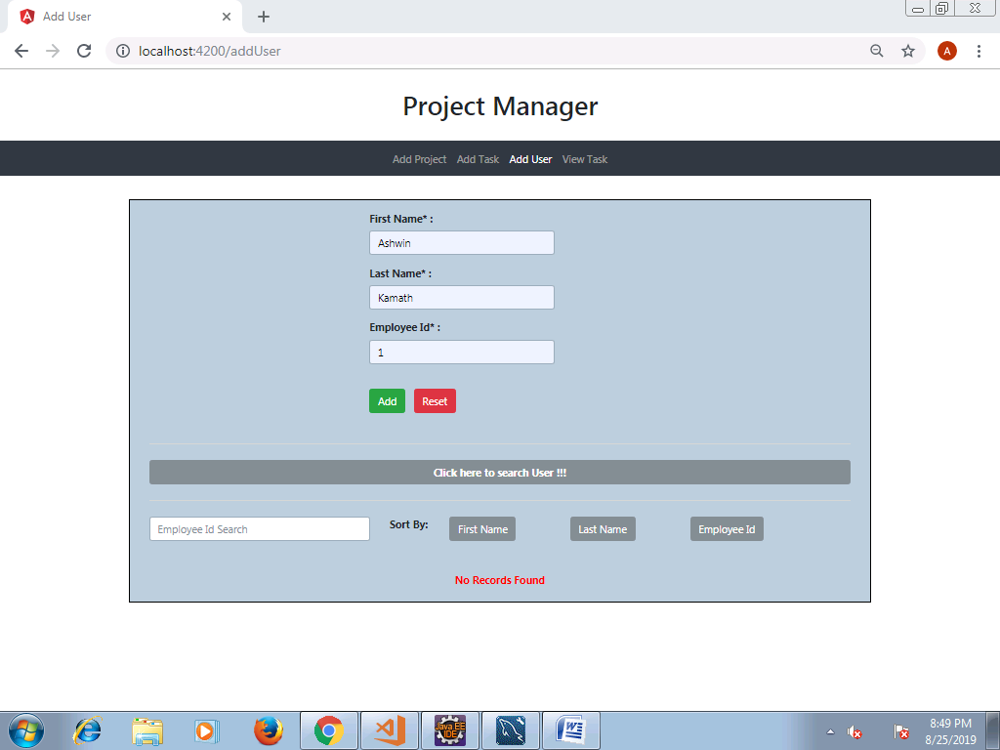 Add User
localhost:4200/addUser
A
Project Manager
Add Project Add Task Add User View Task
First Name* :
Ashwin
Last Name* :
Kamath
Employee Id* :
1
Add Reset
Click here to search User !!!
Employee Id Search Sort By: First Name Last Name Employee Id
No Records Found
Java EE
IDE
8:49 PM
8/25/2019